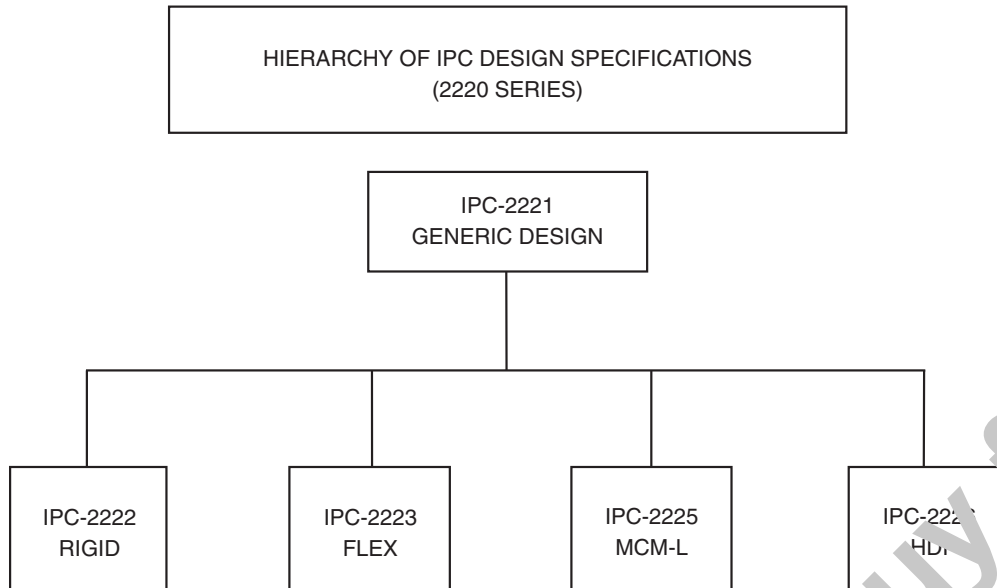 HIERARCHY OF IPC DESIGN SPECIFICATIONS
(2220 SERIES)
IPC-2221
GENERIC DESIGN
IPC-2222
RIGID
IPC-2223
FLEX
IPC-2225
MCM-L